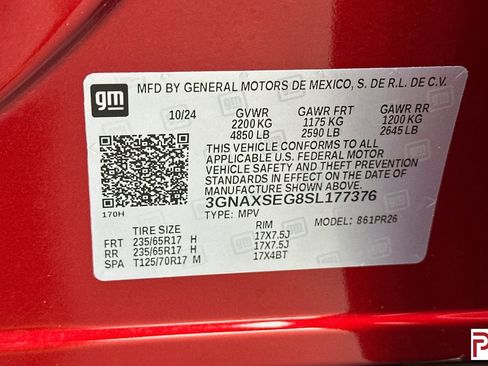 gm
MFD BY GENERAL MOTORS DE MEXICO, S. DE R.L. DE C.V.
10/24 GVWR GAWR FRT GAWR RR
2200 KG 1175 KG 1200 KG
4850 LB 2590 LB 2645 LB
THIS VEHICLE CONFORMS TO ALL
APPLICABLE U.S. FEDERAL MOTOR
VEHICLE SAFETY AND THEFT PREVENTION
STANDARDS IN EFFECT ON THE DATE OF
MANUFACTURE SHOWN ABOVE.
3GNAXSEG8SL177376
170H TYPE: MPV MODEL: 861PR26
TIRE SIZE RIM
FRT 235/65R17 H 17X7.5J
RR 235/65R17 H 17X7.5J
SPA T125/70R17 M 17X4BT
P